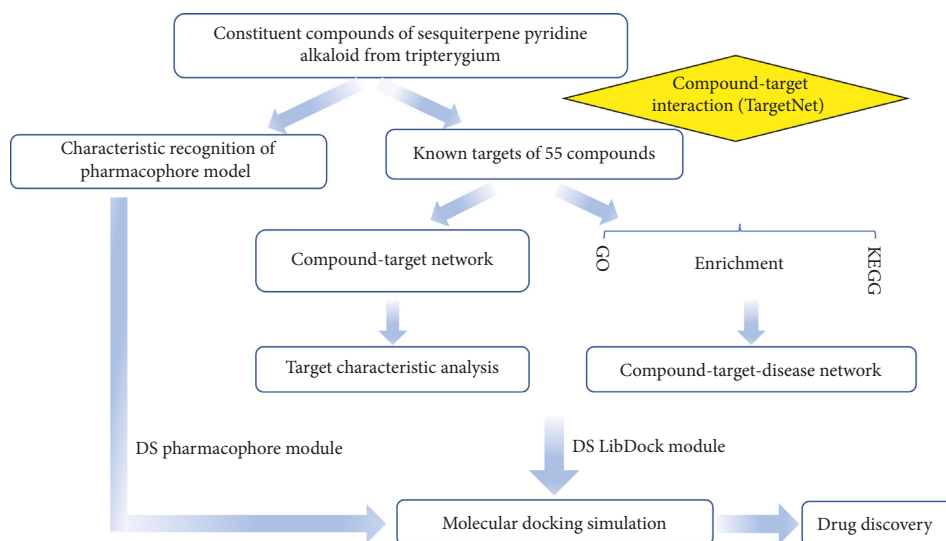 Constituent compounds of sesquiterpene pyridine
alkaloid from tripterygium
Compound-target
interaction (TargetNet)
Characteristic recognition of
pharmacophore model
Known targets of 55 compounds
Compound-target network
GO
Enrichment
KEGG
Target characteristic analysis
Compound-target-disease network
DS pharmacophore module
DS LibDock module
Molecular docking simulation
Drug discovery